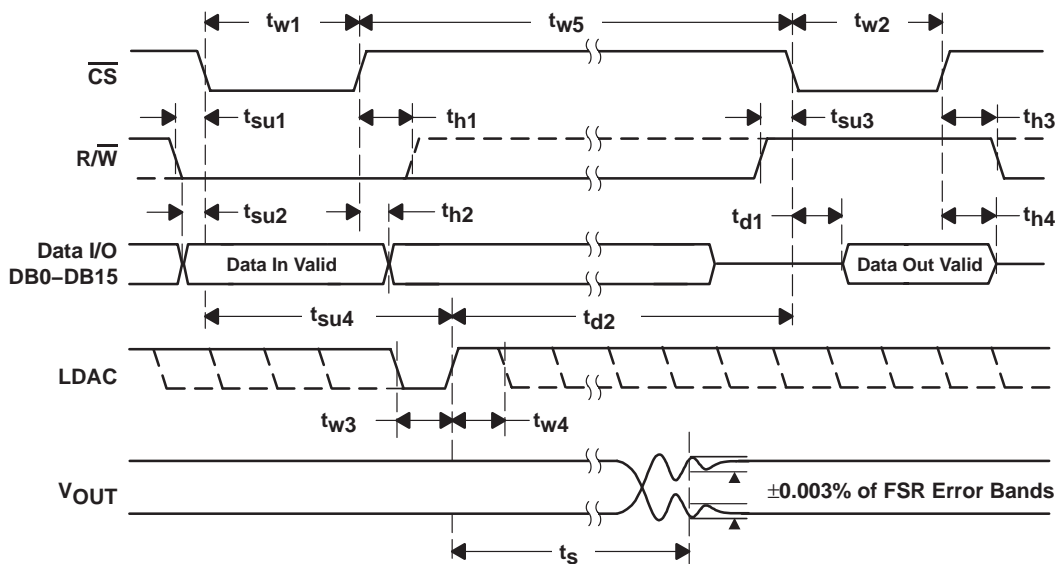 tw1 tw5 tw2
CS
tsu1 th1 tsu3 th3
R/W
tsu2 th2 td1 th4
Data I/O
DB0–DB15
Data In Valid Data Out Valid
tsu4 td2
LDAC
tw3 tw4
VOUT
±0.003% of FSR Error Bands
ts